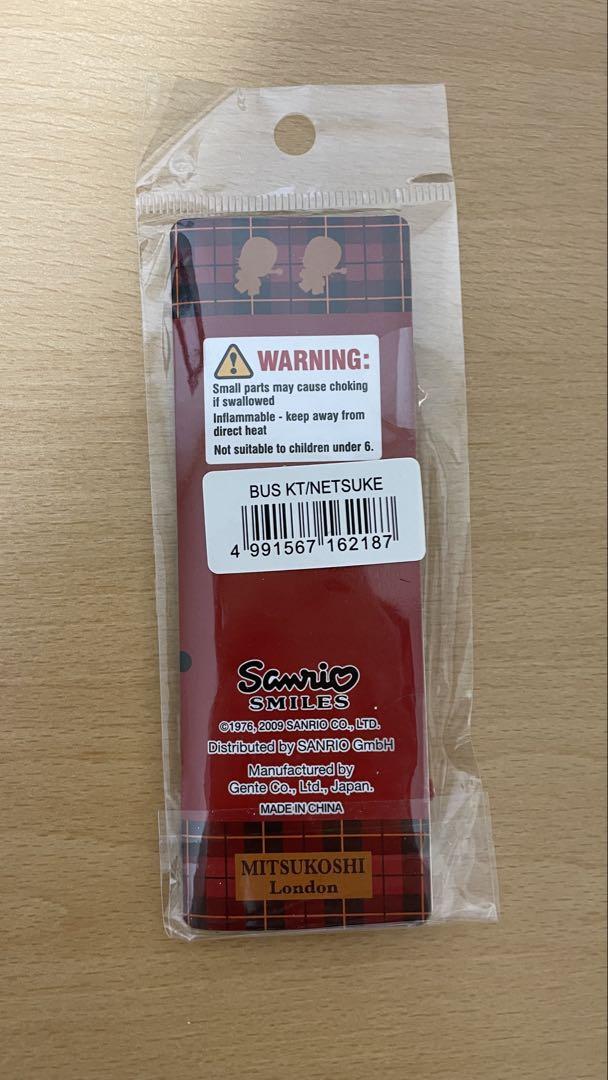 WARNING:
Small parts may cause choking
if swallowed
Inflammable - keep away from
direct heat
Not suitable to children under 6.
BUS KT/NETSUKE
4 991567 162187
Sanrio
SMILES
©1976, 2009 SANRIO CO., LTD.
Distributed by SANRIO GmbH
Manufactured by
Gente Co., Ltd., Japan.
MADE IN CHINA
MITSUKOSHI
London